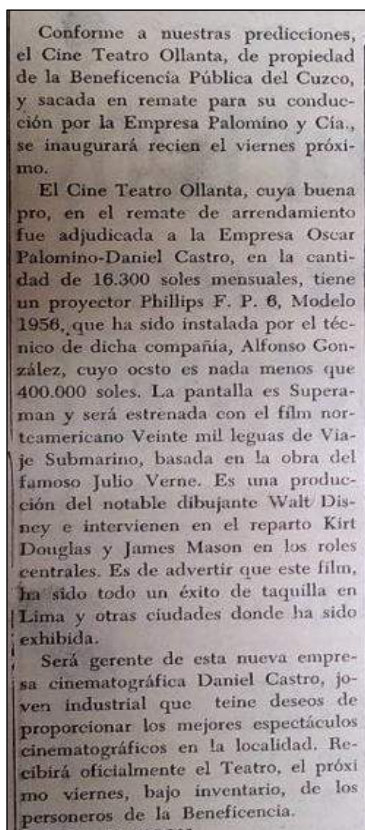 Conforme a nuestras predicciones,
el Cine Teatro Ollanta, de propiedad
de la Beneficencia Pública del Cuzco,
y sacada en remate para su conduc-
ción por la Empresa Palomino y Cía.,
se inaugurará recien el viernes próxi-
mo.
El Cine Teatro Ollanta, cuya buena
pro, en el remate de arrendamiento
fue adjudicada a la Empresa Oscar
Palomino-Daniel Castro, en la canti-
dad de 16.300 soles mensuales, tiene
un proyector Phillips F. P. 6, Modelo
1956, que ha sido instalada por el téc-
nico de dicha compañía, Alfonso Gon-
zález, cuyo ocsto es nada menos que
400.000 soles. La pantalla es Supera-
man y será estrenada con el film nor-
teamericano Veinte mil leguas de Via-
je Submarino, basada en la obra del
famoso Julio Verne. Es una produc-
ción del notable dibujante Walt Dis-
ney e intervienen en el reparto Kirt
Douglas y James Mason en los roles
centrales. Es de advertir que este film,
ha sido todo un éxito de taquilla en
Lima y otras ciudades donde ha sido
exhibida.
Será gerente de esta nueva empre-
sa cinematográfica Daniel Castro, jo-
ven industrial que teine deseos de
proporcionar los mejores espectáculos
cinematográficos en la localidad. Re-
cibirá oficialmente el Teatro, el próxi
mo viernes, bajo inventario, de los
personeros de la Beneficencia.